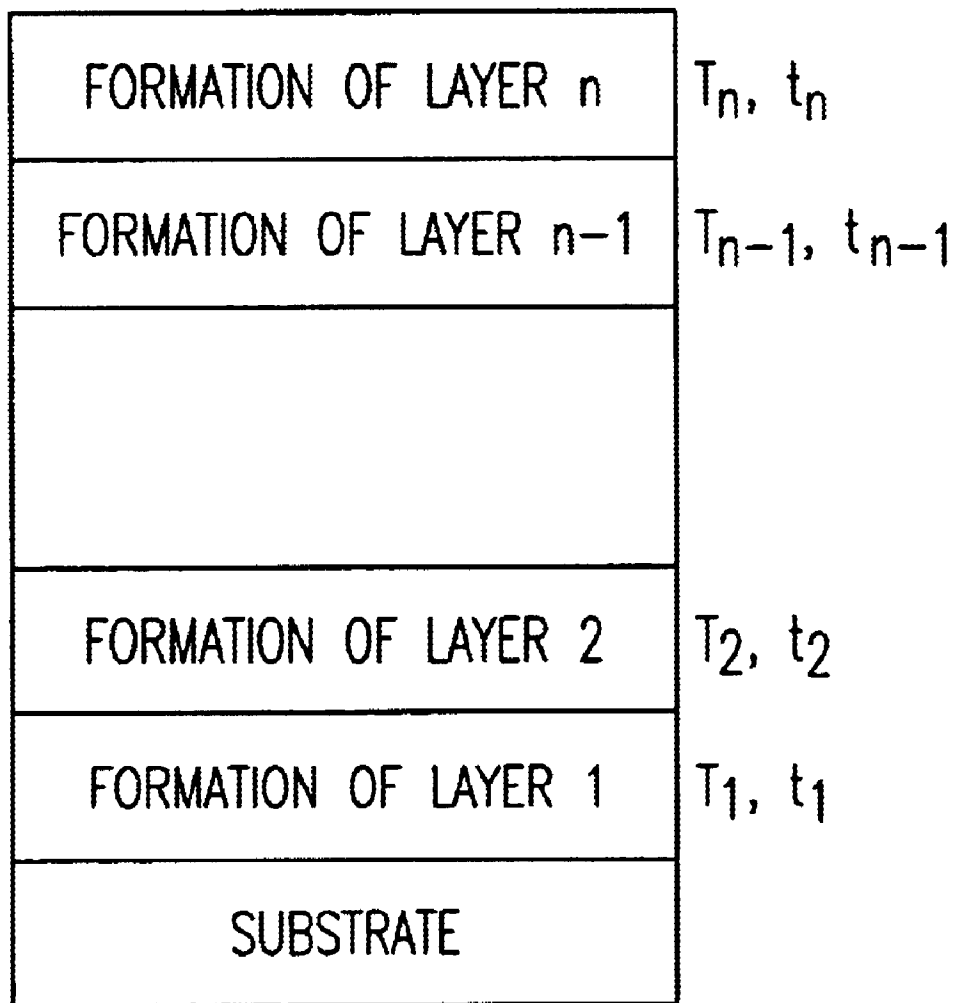 FORMATION OF LAYER n Tn, tn
FORMATION OF LAYER n-1 Tn-1, tn-1
FORMATION OF LAYER 2 T2, t2
FORMATION OF LAYER 1 T1, t1
SUBSTRATE